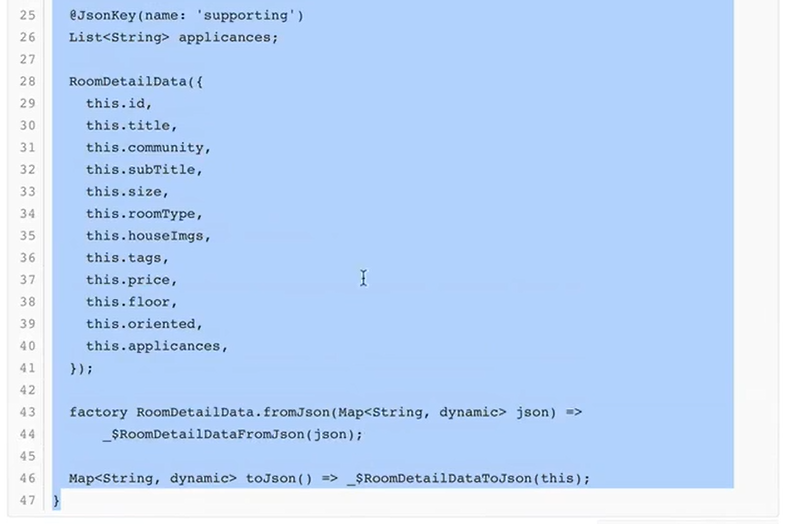 25 @JsonKey(name: 'supporting')
26 List<String> applicances;
27
28 RoomDetailData({
29 this.id,
30 this.title,
31 this.community,
32 this.subTitle,
33 this.size,
34 this.roomType,
35 this.houseImgs,
36 this.tags,
37 this.price,
38 this.floor,
39 this.oriented,
40 this.applicances,
41 });
42
43 factory RoomDetailData.fromJson(Map<String, dynamic> json) =>
44 _$RoomDetailDataFromJson(json);
45
46 Map<String, dynamic> toJson() => _$RoomDetailDataToJson(this);
47 }